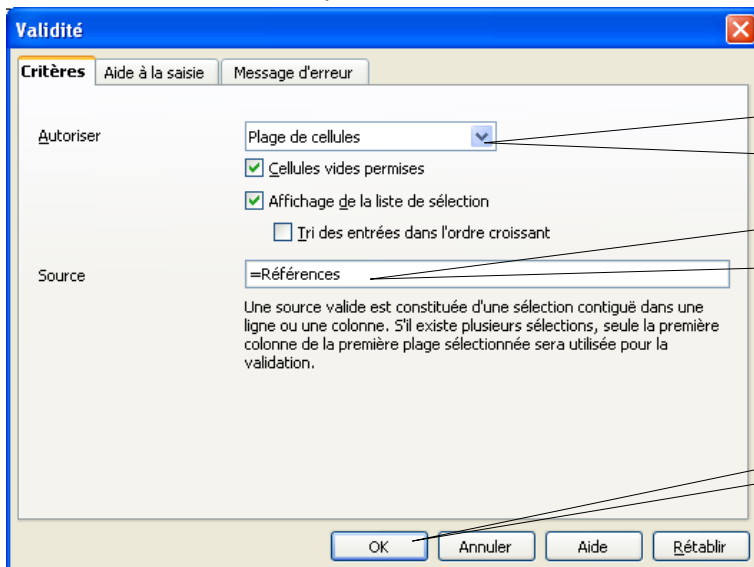 Validité
Critères Aide à la saisie Message d'erreur
Autoriser Plage de cellules
Cellules vides permises
Affichage de la liste de sélection
Tri des entrées dans l'ordre croissant
Source =Références
Une source valide est constituée d'une sélection contiguë dans une
ligne ou une colonne. S'il existe plusieurs sélections, seule la première
colonne de la première plage sélectionnée sera utilisée pour la
validation.
OK Annuler Aide Rétablir